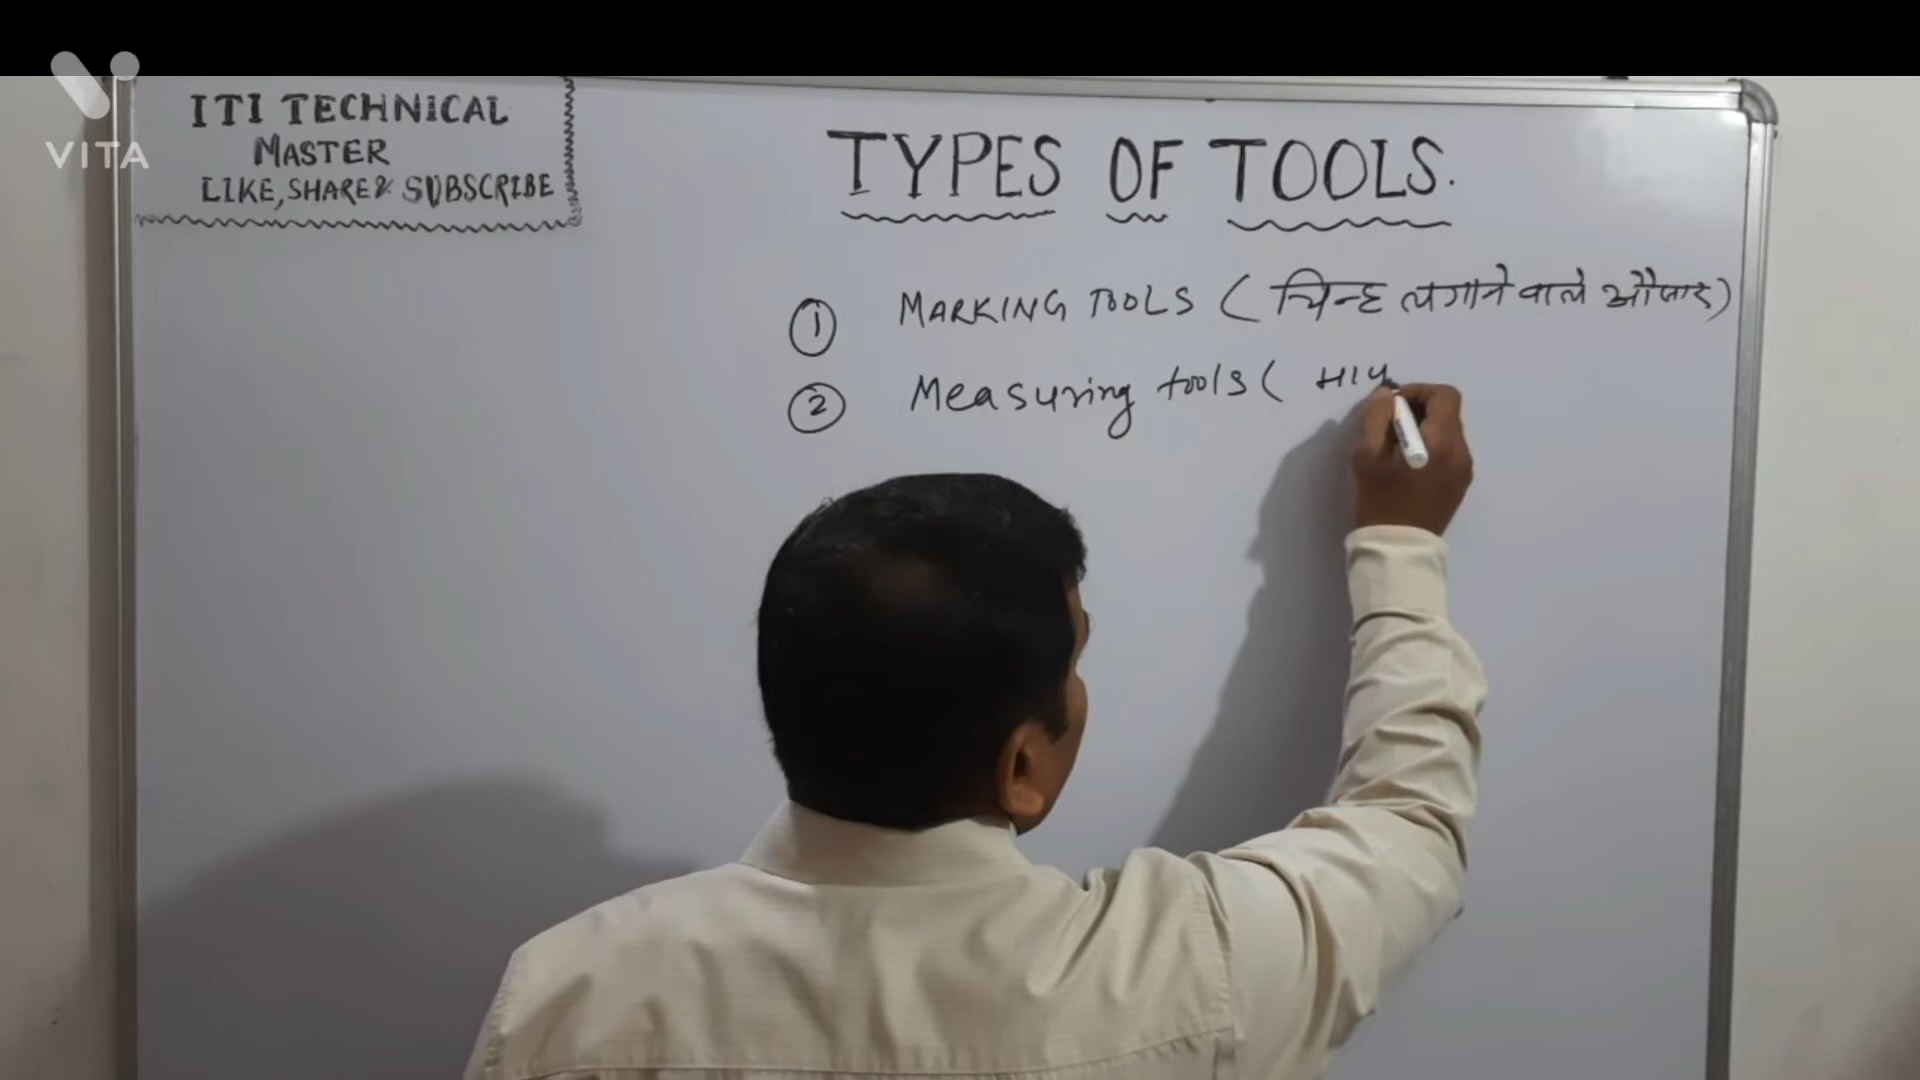 VITA
ITI TECHNICAL
MASTER
LIKE, SHARE & SUBSCRIBE
TYPES OF TOOLS.
① MARKING TOOLS ( चिन्ह लगाने वाले औजार )
② Measuring tools ( माप